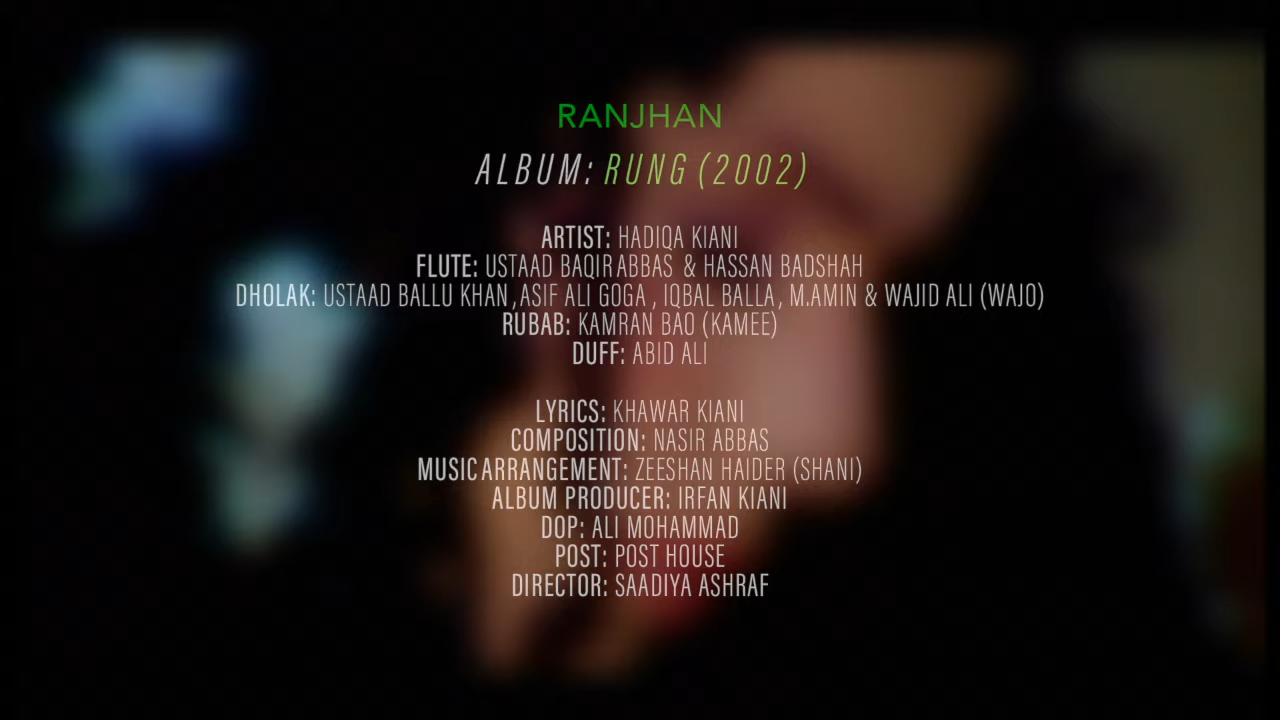 RANJHAN
ALBUM: RUNG (2002)
ARTIST: HADIQA KIANI
FLUTE: USTAAD BAQIR ABBAS & HASSAN BADSHAH
DHOLAK: USTAAD BALLU KHAN, ASIF ALI GOGA , IQBAL BALLA, M.AMIN & WAJID ALI (WAJO)
RUBAB: KAMRAN BAO (KAMEE)
DUFF: ABID ALI
LYRICS: KHAWAR KIANI
COMPOSITION: NASIR ABBAS
MUSIC ARRANGEMENT: ZEESHAN HAIDER (SHANI)
ALBUM PRODUCER: IRFAN KIANI
DOP: ALI MOHAMMAD
POST: POST HOUSE
DIRECTOR: SAADIYA ASHRAF